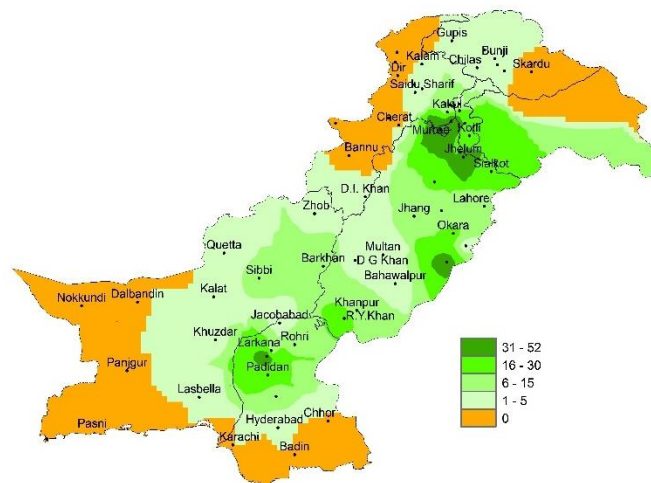 Gupis
Kalam
Bunji
Dir
Chilas
Skardu
Saidu Sharif
Kakul
Cherat
Murree
Kotli
Bannu
Jhelum
Sialkot
D.I. Khan
Zhob
Jhang
Lahore
Okara
Quetta
Multan
Barkhan
D G Khan
Sibbi
Bahawalpur
Nokkundi
Dalbandin
Kalat
Khanpur
Jacobabad
R.Y.Khan
Khuzdar
Larkana
Rohri
Panjgur
Padidan
Lasbella
Pasni
Hyderabad
Chhor
Karachi
Badin
31 - 52
16 - 30
6 - 15
1 - 5
0